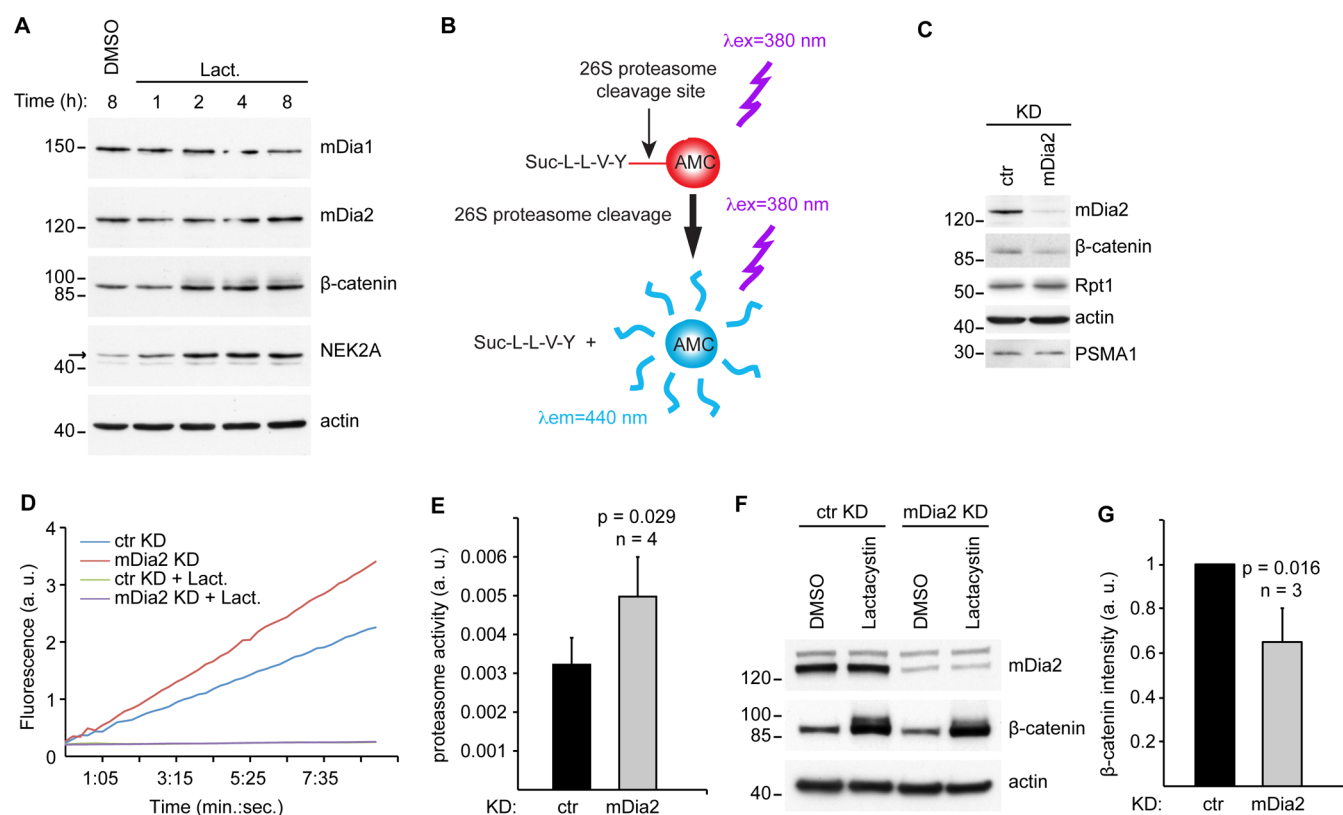 A
DMSO
Lact.
Time (h): 8 1 2 4 8
150
mDia1
120
mDia2
100
85
β-catenin
→
40
NEK2A
40
actin
B
λex=380 nm
26S proteasome
cleavage site
Suc-L-L-V-Y
AMC
26S proteasome cleavage
λex=380 nm
Suc-L-L-V-Y +
AMC
λem=440 nm
C
KD
ctr
mDia2
120
mDia2
85
β-catenin
50
Rpt1
40
actin
30
PSMA1
D
4
3
2
1
0
Fluorescence (a. u.)
ctr KD
mDia2 KD
ctr KD + Lact.
mDia2 KD + Lact.
1:05 3:15 5:25 7:35
Time (min.:sec.)
E
proteasome activity (a. u.)
0.006
0.005
0.004
0.003
0.002
0.001
p = 0.029
n = 4
KD: ctr mDia2
F
ctr KD mDia2 KD
DMSO
Lactacystin
DMSO
Lactacystin
120
mDia2
100
85
β-catenin
40
actin
G
β-catenin intensity (a. u.)
1
0.8
0.6
0.4
0.2
p = 0.016
n = 3
KD: ctr mDia2